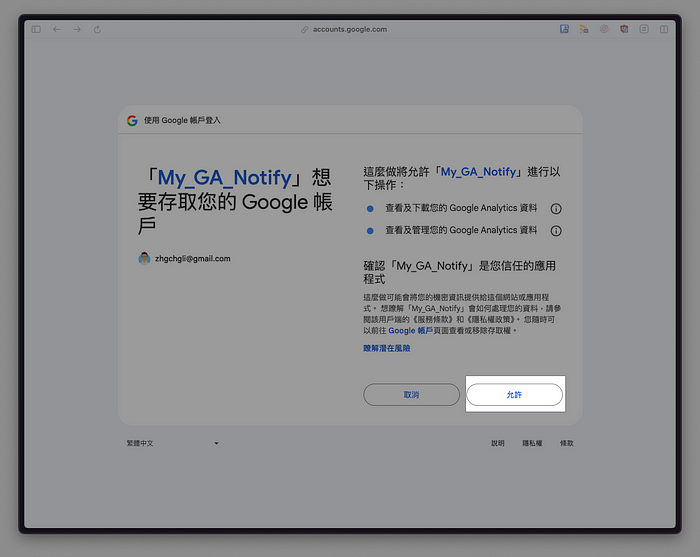 accounts.google.com
使用 Google 帳戶登入
「My_GA_Notify」想
要存取您的 Google 帳
戶
zhgchgli@gmail.com
這麼做將允許「My_GA_Notify」進行以
下操作：
查看及下載您的 Google Analytics 資料
查看及管理您的 Google Analytics 資料
確認「My_GA_Notify」是您信任的應用
程式
這麼做可能會將您的機密資訊提供給這個網站或應用程
式。 想瞭解「My_GA_Notify」會如何處理您的資料，請參
閱該用戶端的《服務條款》和《隱私權政策》。您隨時可
以前往 Google 帳戶頁面查看或移除存取權。
瞭解潛在風險
取消
允許
繁體中文
說明
隱私權
條款